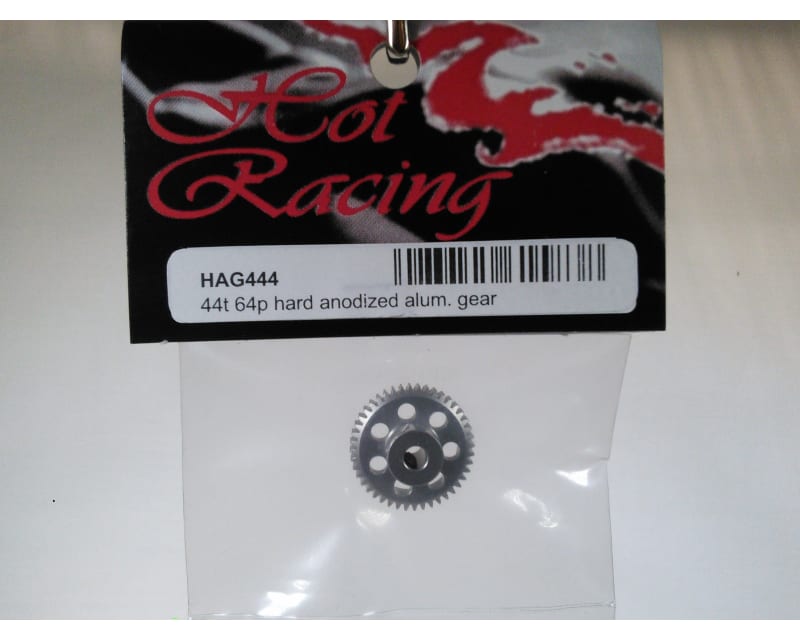 Hot
Racing
HAG444
44t 64p hard anodized alum. gear